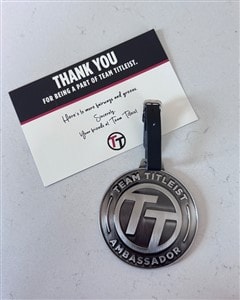 THANK YOU
FOR BEING A PART OF TEAM TITLEIST.
Here's to more fairways and greens.
Sincerely,
Your friends at Team Titleist
TT
TEAM TITLEIST
TT
AMBASSADOR